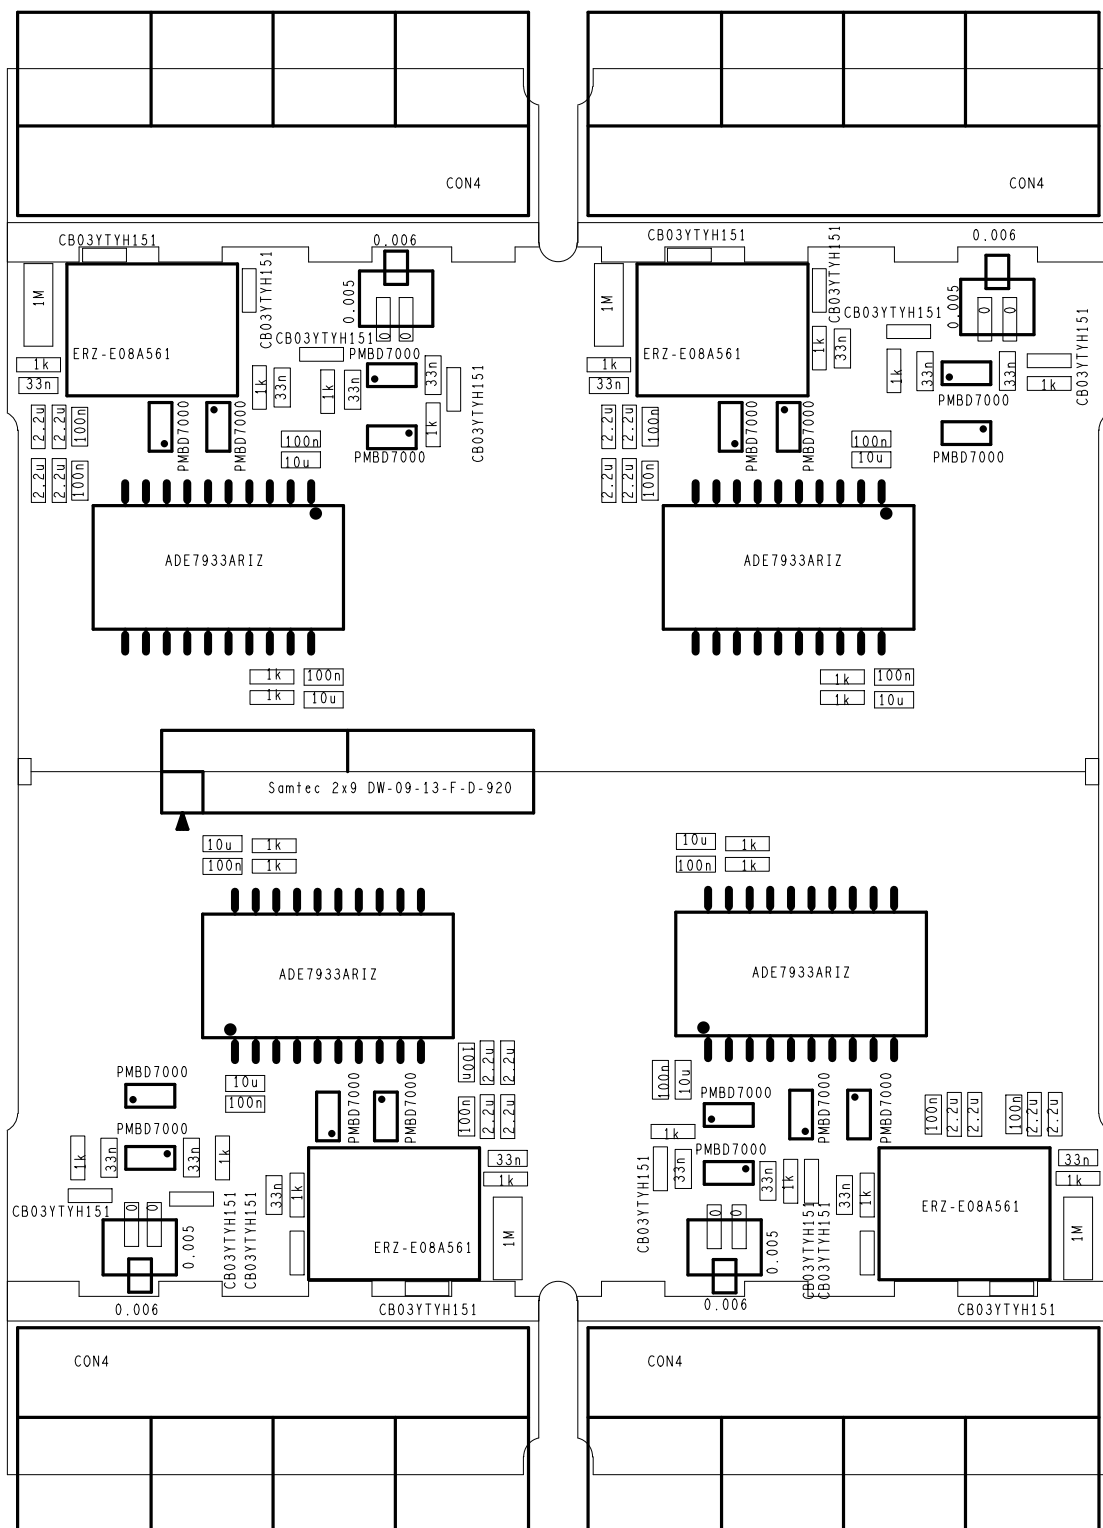 CON4
CON4
CB03YTYH151
0.006
CB03YTYH151
0.006
1M
CB03YTYH151
0.005
1M
CB03YTYH151
CB03YTYH151
0.005
0
0
0
0
CB03YTYH151
CB03YTYH151
ERZ-E08A561
PMBD7000
ERZ-E08A561
1k
33n
1k
33n
1k
33n
33n
CB03YTYH151
1k
33n
1k
33n
1k
33n
33n
1k
2.2u
2.2u
100n
PMBD7000
PMBD7000
1k
2.2u
2.2u
100n
PMBD7000
PMBD7000
PMBD7000
100n
10u
PMBD7000
100n
10u
PMBD7000
2.2u
2.2u
100n
2.2u
2.2u
100n
ADE7933ARIZ
ADE7933ARIZ
1k
100n
1k
100n
1k
10u
1k
10u
Samtec 2x9 DW-09-13-F-D-920
10u
1k
10u
1k
100n
1k
100n
1k
ADE7933ARIZ
ADE7933ARIZ
PMBD7000
10u
100n
PMBD7000
PMBD7000
100n
2.2u
2.2u
100n
10u
PMBD7000
PMBD7000
PMBD7000
100n
2.2u
2.2u
100n
2.2u
2.2u
PMBD7000
100n
2.2u
2.2u
1k
PMBD7000
1k
33n
33n
1k
33n
1k
33n
1k
33n
33n
1k
33n
1k
33n
1k
CB03YTYH151
0
0
0.005
CB03YTYH151
CB03YTYH151
ERZ-E08A561
1M
CB03YTYH151
0
0
0.005
CB03YTYH151
CB03YTYH151
ERZ-E08A561
1M
0.006
CB03YTYH151
0.006
CB03YTYH151
CON4
CON4